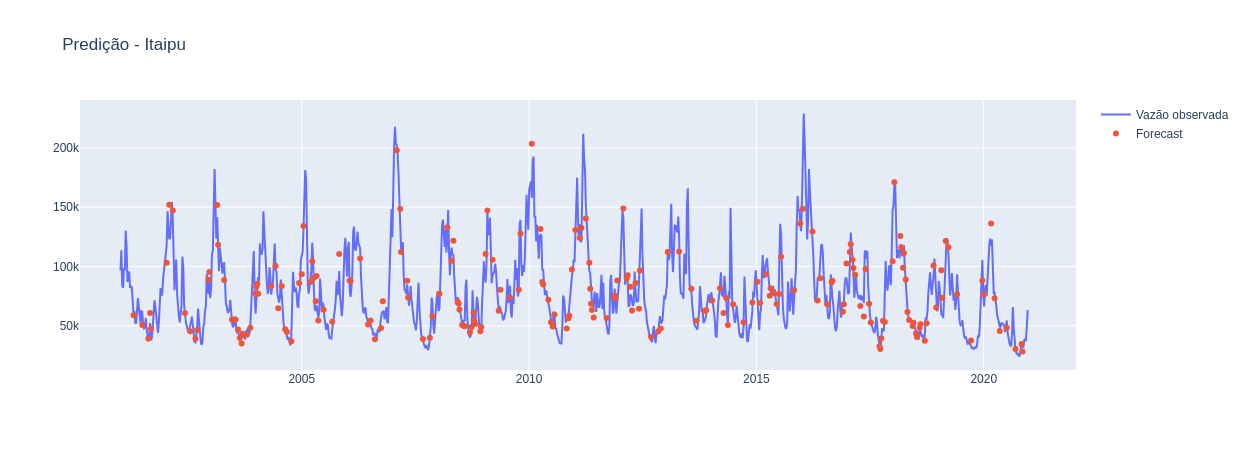 Predição - Itaipu
Vazão observada
Forecast
200k
150k
100k
50k
2005
2010
2015
2020